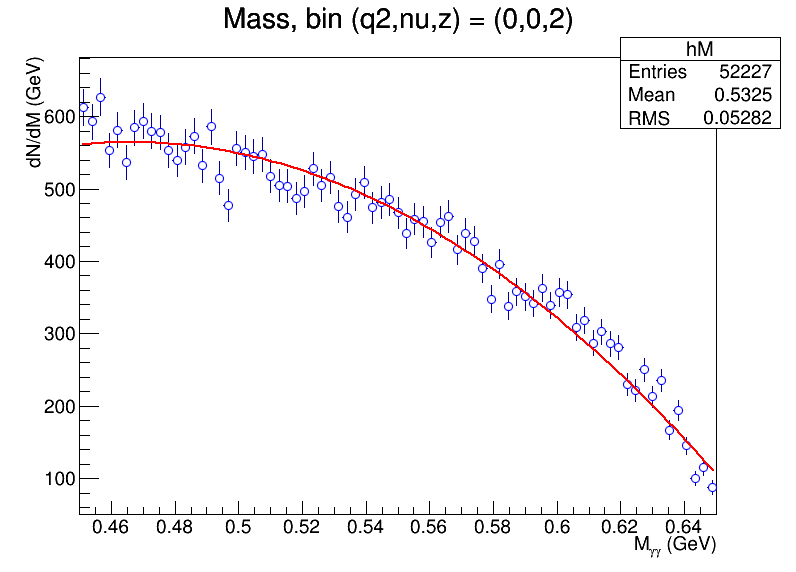 Mass, bin (q2,nu,z) = (0,0,2)
hM
Entries 52227
Mean 0.5325
RMS 0.05282
dN/dM (GeV)
600
500
400
300
200
100
0.46 0.48 0.5 0.52 0.54 0.56 0.58 0.6 0.62 0.64
Mγγ (GeV)